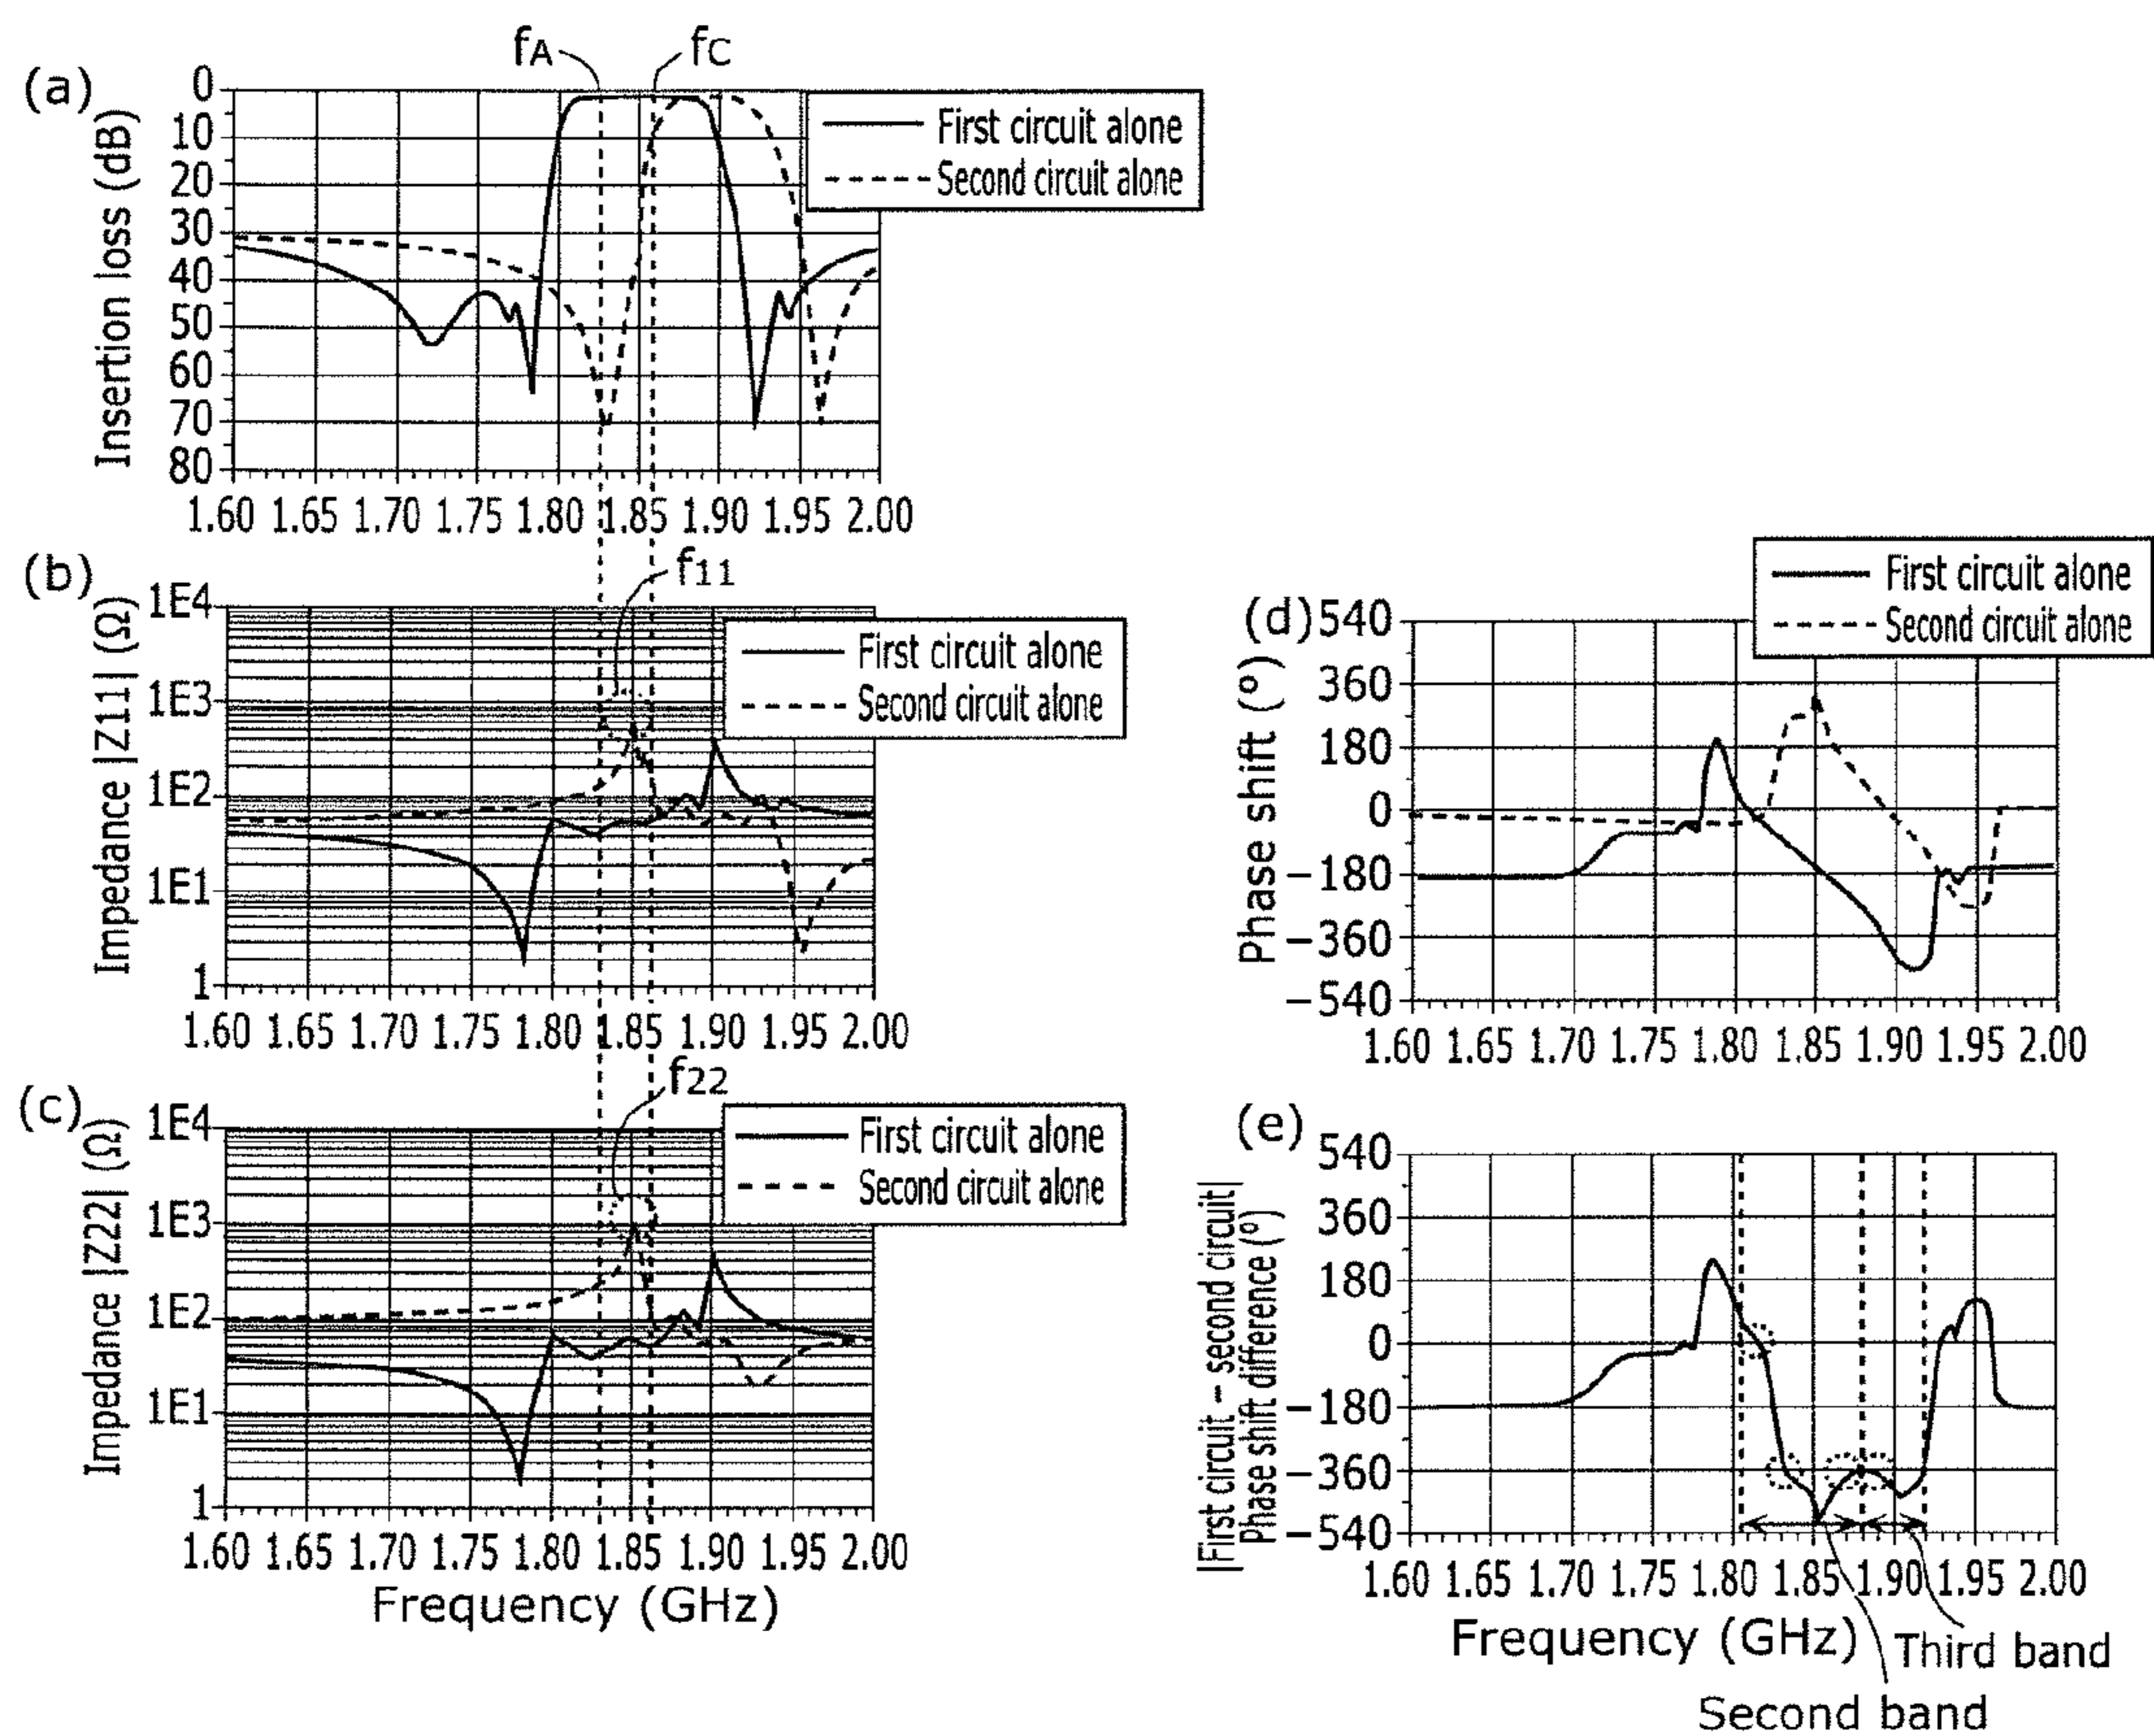 fA
fC
(a)
Insertion loss (dB)
0
10
20
30
40
50
60
70
80
First circuit alone
Second circuit alone
1.60 1.65 1.70 1.75 1.80 1.85 1.90 1.95 2.00
(b)
f11
Impedance |Z11| (Ω)
1E4
1E3
1E2
1E1
1
First circuit alone
Second circuit alone
1.60 1.65 1.70 1.75 1.80 1.85 1.90 1.95 2.00
(c)
f22
Impedance |Z22| (Ω)
1E4
1E3
1E2
1E1
1
First circuit alone
Second circuit alone
1.60 1.65 1.70 1.75 1.80 1.85 1.90 1.95 2.00
Frequency (GHz)
(d)
Phase shift (°)
540
360
180
0
−180
−360
−540
First circuit alone
Second circuit alone
1.60 1.65 1.70 1.75 1.80 1.85 1.90 1.95 2.00
(e)
|First circuit – second circuit|
Phase shift difference (°)
540
360
180
0
−180
−360
−540
1.60 1.65 1.70 1.75 1.80 1.85 1.90 1.95 2.00
Frequency (GHz)
Third band
Second band